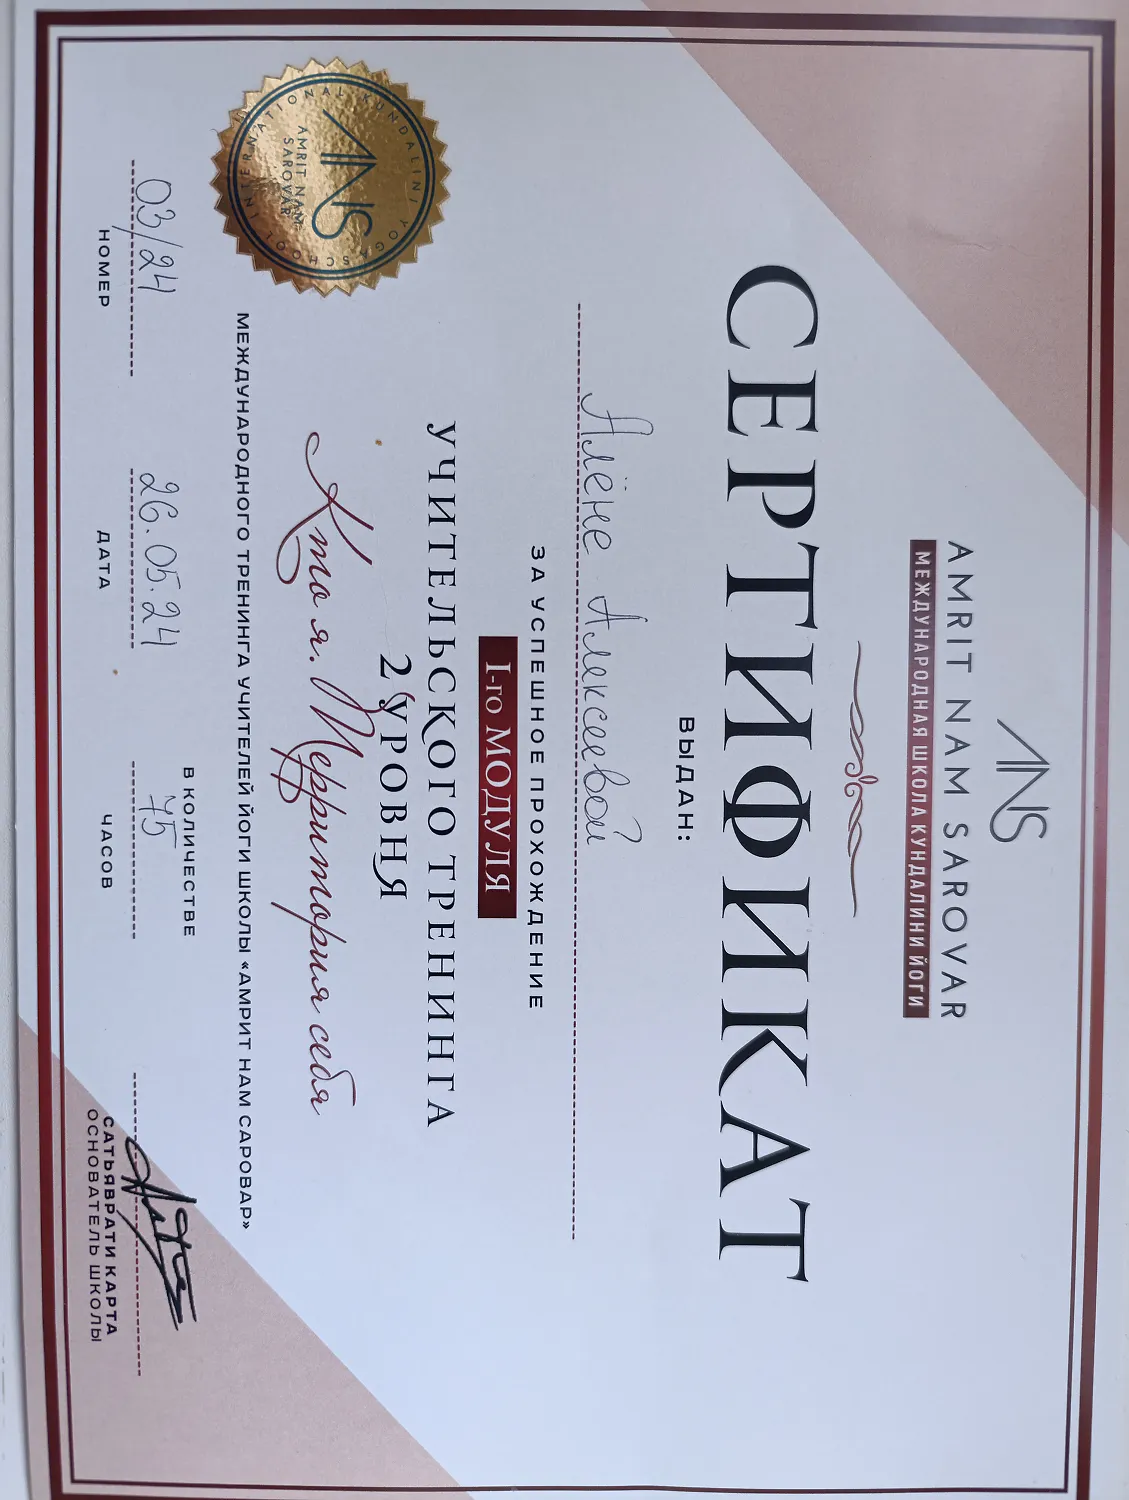 ANS
AMRIT NAM SAROVAR
МЕЖДУНАРОДНАЯ ШКОЛА КУНДАЛИНИ ЙОГИ
СЕРТИФИКАТ
ВЫДАН:
Алёне Алексеевой
ЗА УСПЕШНОЕ ПРОХОЖДЕНИЕ
I-го МОДУЛЯ
УЧИТЕЛЬСКОГО ТРЕНИНГА
2 УРОВНЯ
Кто я. Территория себя
МЕЖДУНАРОДНОГО ТРЕНИНГА УЧИТЕЛЕЙ ЙОГИ ШКОЛЫ «АМРИТ НАМ САРОВАР»
INTERNATIONAL KUNDALINI YOGA SCHOOL
ANS
AMRIT NAM
SAROVAR
03/24
НОМЕР
26.05.24
ДАТА
В КОЛИЧЕСТВЕ
75
ЧАСОВ
САТЬЯВРАТИ КАРТА
ОСНОВАТЕЛЬ ШКОЛЫ